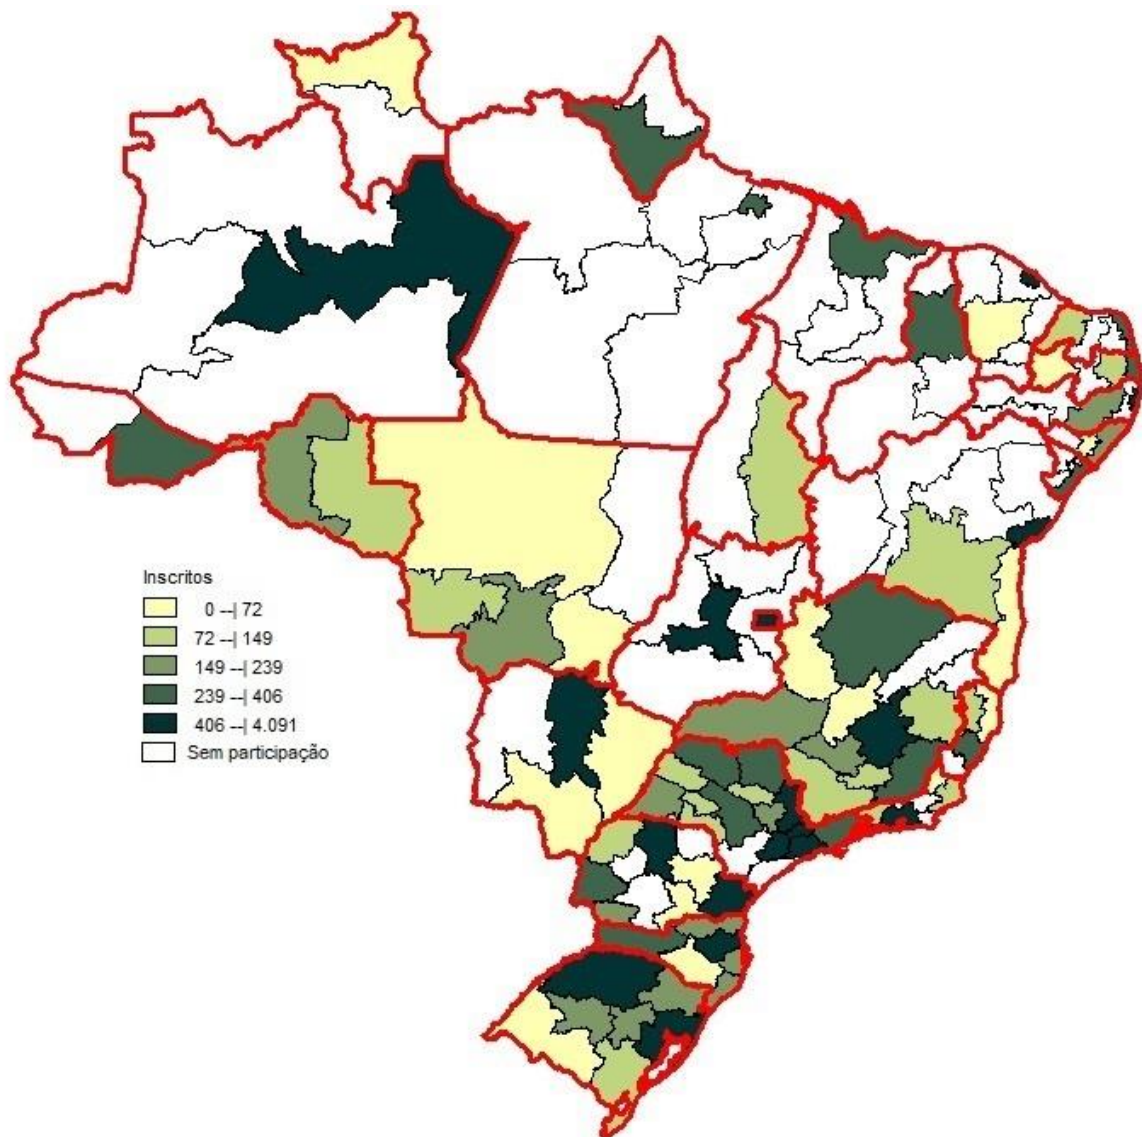 Inscritos
0 --| 72
72 --| 149
149 --| 239
239 --| 406
406 --| 4.091
Sem participação